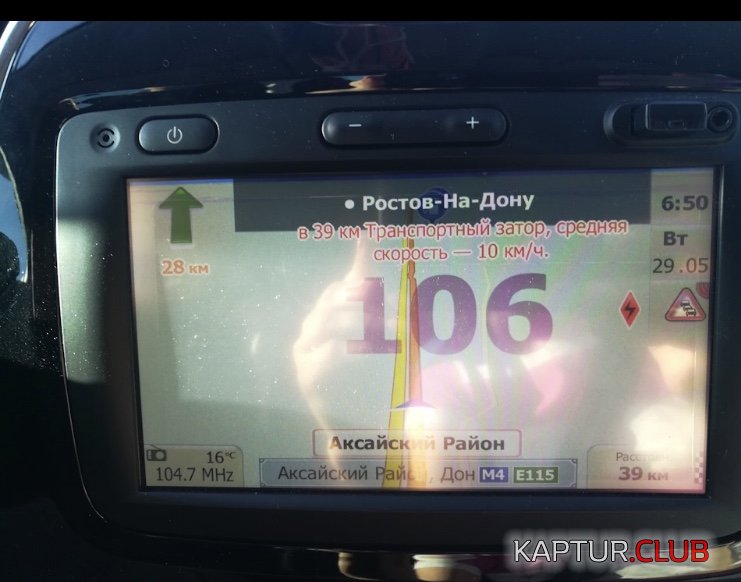 • Ростов-На-Дону
6:50
в 39 км Транспортный затор, средняя
скорость — 10 км/ч.
Вт
28 км
29 .05
106
Аксайский Район
16°C
104.7 MHz
Аксайский , Дон M4 E115
39 км
KAPTUR.CLUB